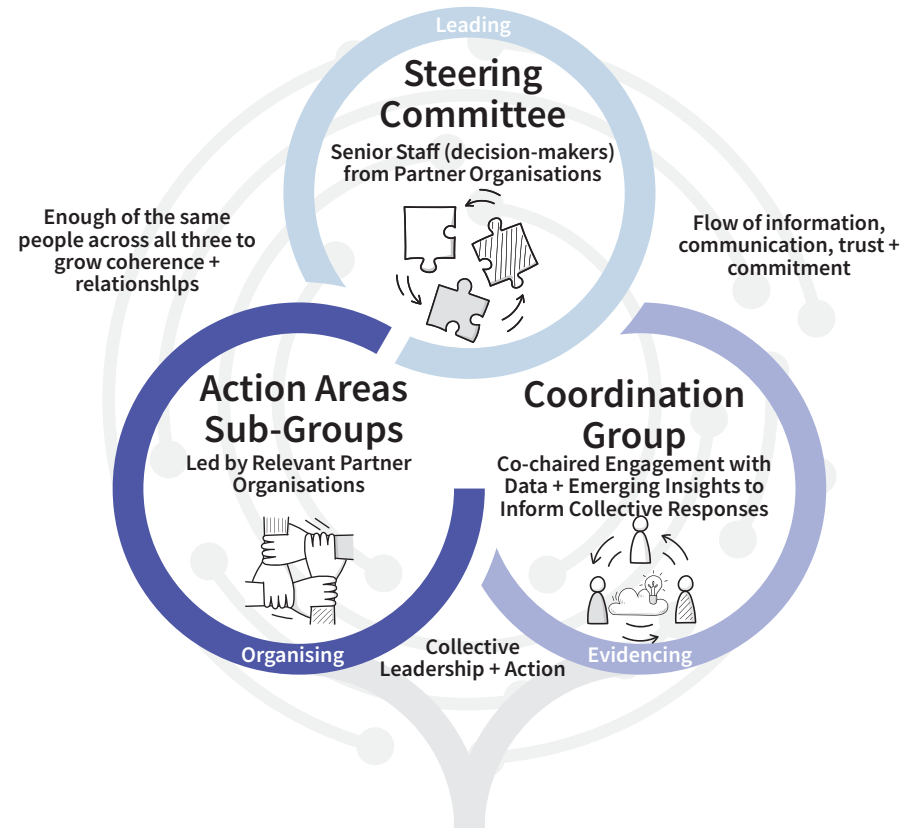 Leading
Steering
Committee
Senior Staff (decision-makers)
from Partner Organisations
Enough of the same
people across all three to
grow coherence +
relationshlps
Flow of information,
communication, trust +
commitment
Action Areas
Sub-Groups
Led by Relevant Partner
Organisations
Coordination
Group
Co-chaired Engagement with
Data + Emerging Insights to
Inform Collective Responses
Organising
Collective
Leadership + Action
Evidencing